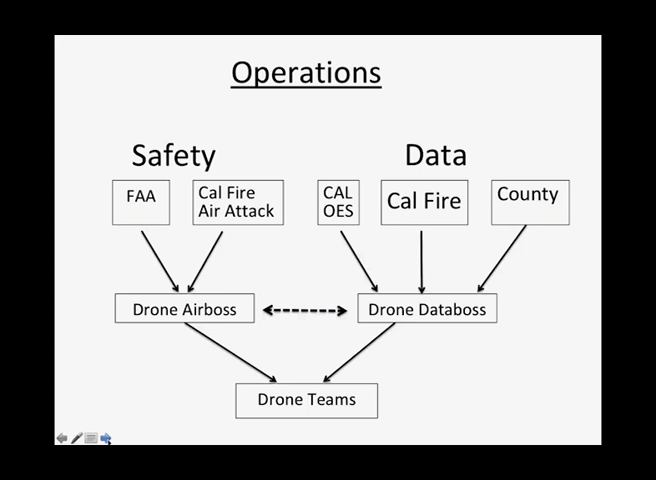 Operations
Safety
Data
FAA
Cal Fire
Air Attack
CAL
OES
Cal Fire
County
Drone Airboss
Drone Databoss
Drone Teams